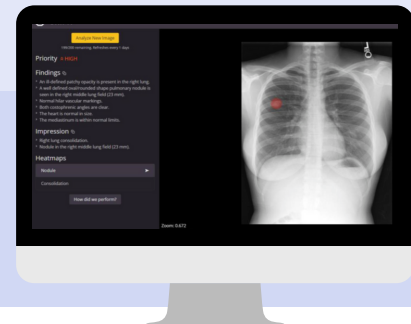 Analyze New Image
Priority HIGH
Findings
An ill-defined patchy opacity is present in the right lung.
A well defined oval/rounded shape pulmonary nodule is
seen in the right middle lung field (23 mm).
Normal hilar vascular markings.
Both costophrenic angles are clear.
The heart is normal in size.
The mediastinum is within normal limits.
Impression
Right lung consolidation.
Nodule in the right middle lung field (23 mm).
Heatmaps
Nodule
Consolidation
How did we perform?
Zoom: 0.672